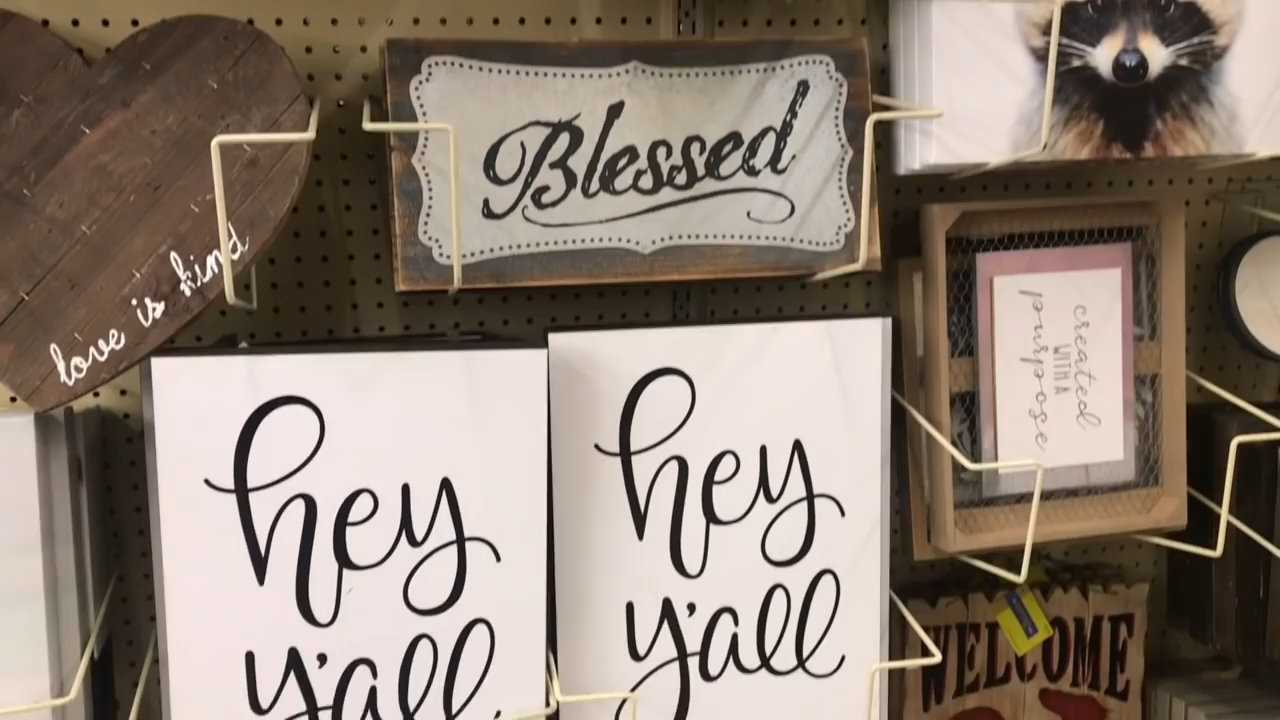 Blessed
love is kind
created
WITH A
purpose
hey
y'all
hey
y'all
WELCOME